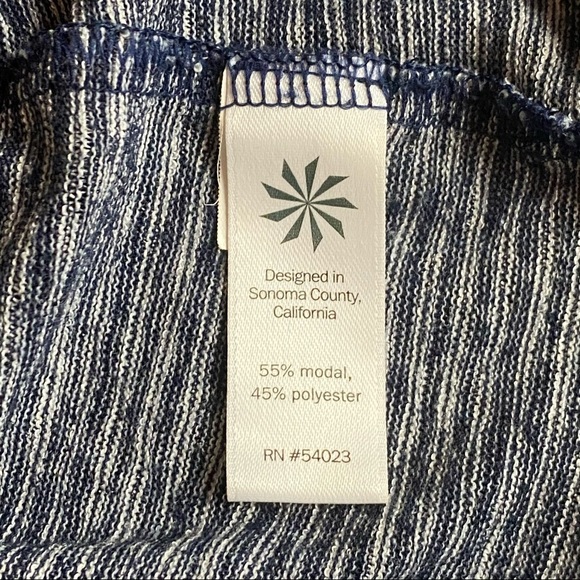 Designed in
Sonoma County,
California
55% modal,
45% polyester
RN #54023